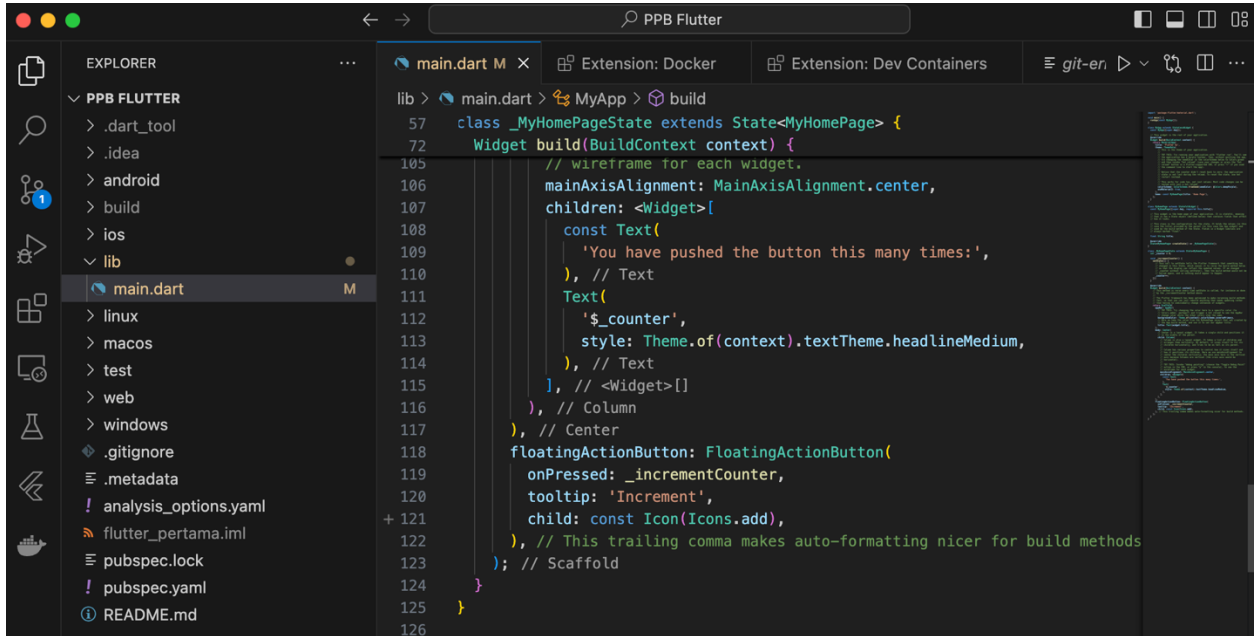 PPB Flutter
EXPLORER
PPB FLUTTER
.dart_tool
.idea
android
build
ios
lib
main.dart M
linux
macos
test
web
windows
.gitignore
.metadata
analysis_options.yaml
flutter_pertama.iml
pubspec.lock
pubspec.yaml
README.md
1
main.dart M
Extension: Docker
Extension: Dev Containers
lib > main.dart > MyApp > build
57 class _MyHomePageState extends State<MyHomePage> {
72 Widget build(BuildContext context) {
105 // wireframe for each widget.
106 mainAxisAlignment: MainAxisAlignment.center,
107 children: <Widget>[
108 const Text(
109 'You have pushed the button this many times:',
110 ), // Text
111 Text(
112 '$_counter',
113 style: Theme.of(context).textTheme.headlineMedium,
114 ), // Text
115 ], // <Widget>[]
116 ), // Column
117 ), // Center
118 floatingActionButton: FloatingActionButton(
119 onPressed: _incrementCounter,
120 tooltip: 'Increment',
+ 121 child: const Icon(Icons.add),
122 ), // This trailing comma makes auto-formatting nicer for build methods
123 ); // Scaffold
124 }
125 }
126